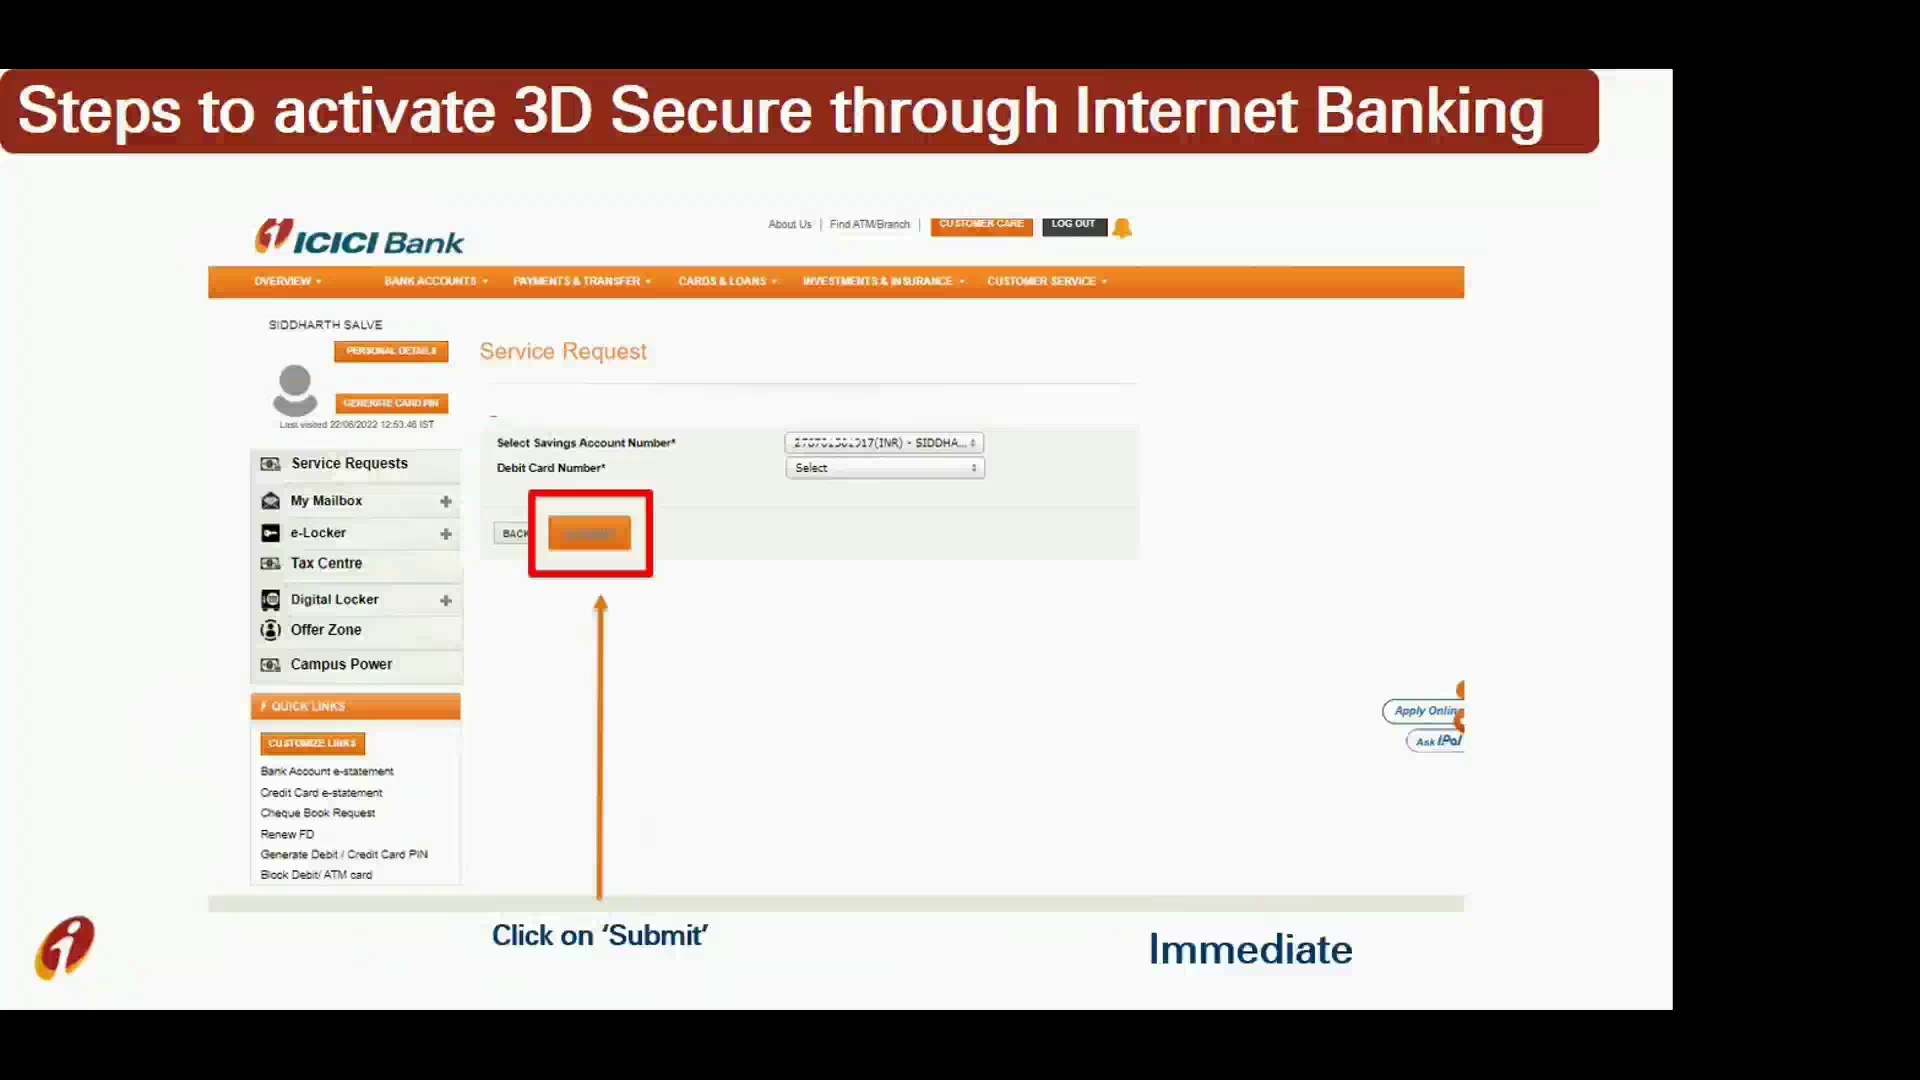 Steps to activate 3D Secure through Internet Banking
ICICI Bank
About Us | Find ATM/Branch |
CUSTOMER CARE
LOG OUT
OVERVIEW
BANK ACCOUNTS
PAYMENTS & TRANSFER
CARDS & LOANS
INVESTMENTS & INSURANCE
CUSTOMER SERVICE
SIDDHARTH SALVE
PERSONAL DETAILS
GENERATE CARD PIN
Last visited 22/06/2022 12:53:46 IST
Service Request
Select Savings Account Number*
(INR) - SIDDHA...
Debit Card Number*
Select
BACK
Service Requests
My Mailbox
e-Locker
Tax Centre
Digital Locker
Offer Zone
Campus Power
QUICK LINKS
CUSTOMIZE LINKS
Bank Account e-statement
Credit Card e-statement
Cheque Book Request
Renew FD
Generate Debit / Credit Card PIN
Block Debit/ ATM card
Apply Online
Ask iPal
Click on ‘Submit’
Immediate